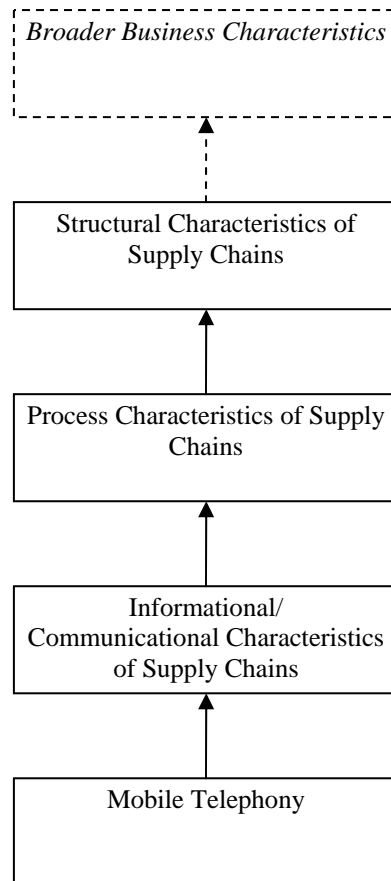 Broader Business Characteristics
Structural Characteristics of
Supply Chains
Process Characteristics of Supply
Chains
Informational/
Communicational Characteristics
of Supply Chains
Mobile Telephony